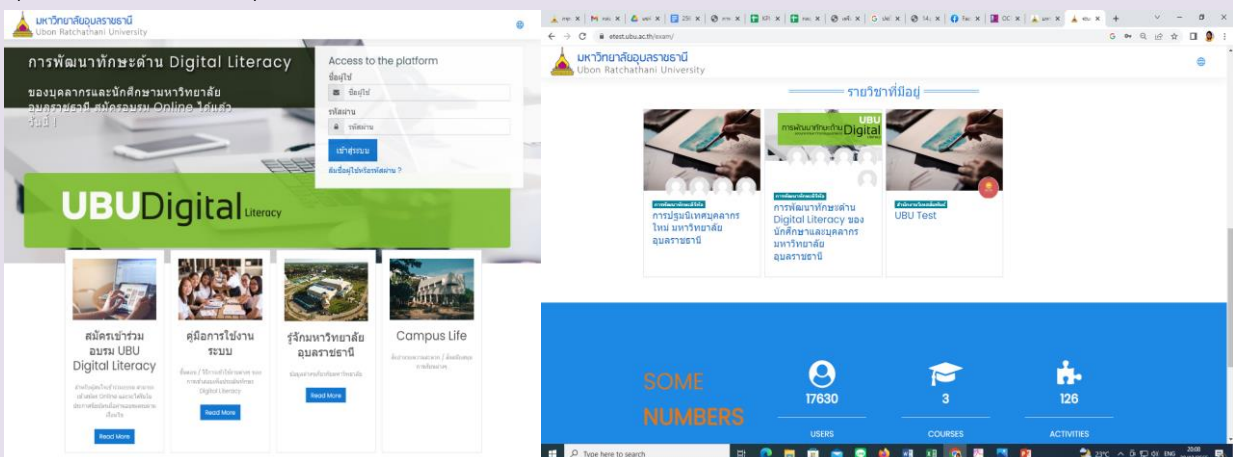 มหาวิทยาลัยอุบลราชธานี
Ubon Ratchathani University
การพัฒนาทักษะด้าน Digital Literacy
ของบุคลากรและนักศึกษามหาวิทยาลัย
อุบลราชธานี สมัครอบรม Online ได้แล้ว
วันนี้ |
Access to the platform
ชื่อผู้ใช้
ชื่อผู้ใช้
รหัสผ่าน
รหัสผ่าน
เข้าสู่ระบบ
ลืมชื่อผู้ใช้หรือรหัสผ่าน ?
UBUDigital Literacy
สมัครเข้าร่วม
อบรม UBU
Digital Literacy
Read More
คู่มือการใช้งาน
ระบบ
Digital Literacy
Read More
รู้จักมหาวิทยาลัย
อุบลราชธานี
Read More
Campus Life
etest.ubu.ac.th/exam/
มหาวิทยาลัยอุบลราชธานี
Ubon Ratchathani University
รายวิชาที่มีอยู่
การปฐมนิเทศบุคลากร
ใหม่ มหาวิทยาลัย
อุบลราชธานี
UBU
การพัฒนาทักษะด้าน Digital
การพัฒนาทักษะด้าน
Digital Literacy ของ
นักศึกษาและบุคลากร
มหาวิทยาลัย
อุบลราชธานี
UBU Test
SOME
NUMBERS
17630
USERS
3
COURSES
126
ACTIVITIES
Type here to search
23°C
ENG
20:08